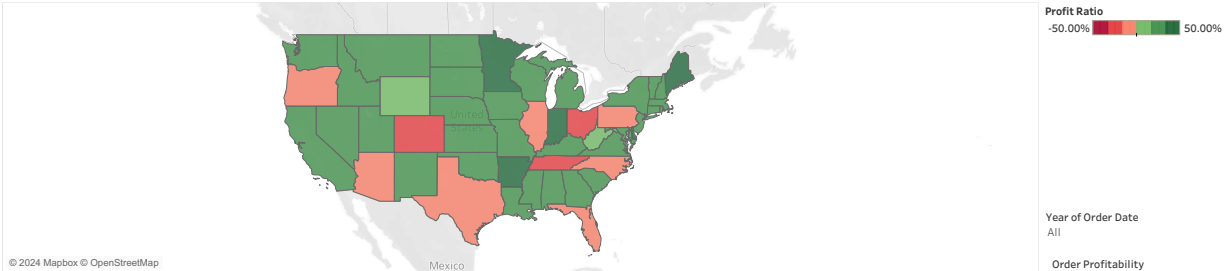 Profit Ratio
-50.00% 50.00%
United
States
Year of Order Date
All
© 2024 Mapbox © OpenStreetMap
Mexico
Order Profitability